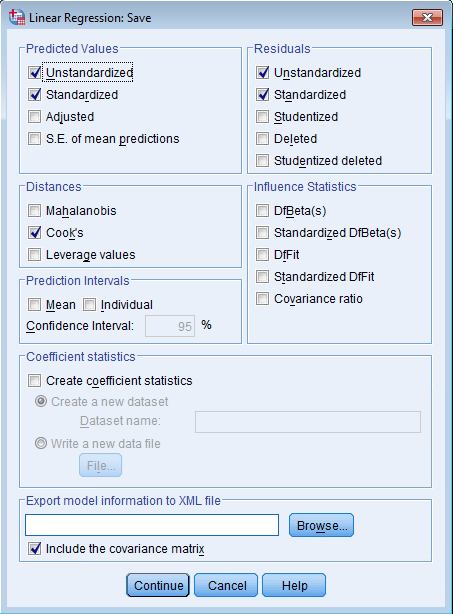 Linear Regression: Save
Predicted Values
Unstandardized
Standardized
Adjusted
S.E. of mean predictions
Residuals
Unstandardized
Standardized
Studentized
Deleted
Studentized deleted
Distances
Mahalanobis
Cook's
Leverage values
Influence Statistics
DfBeta(s)
Standardized DfBeta(s)
DfFit
Standardized DfFit
Covariance ratio
Prediction Intervals
Mean Individual
Confidence Interval: 95 %
Coefficient statistics
Create coefficient statistics
Create a new dataset
Dataset name:
Write a new data file
File...
Export model information to XML file
Browse...
Include the covariance matrix
Continue Cancel Help